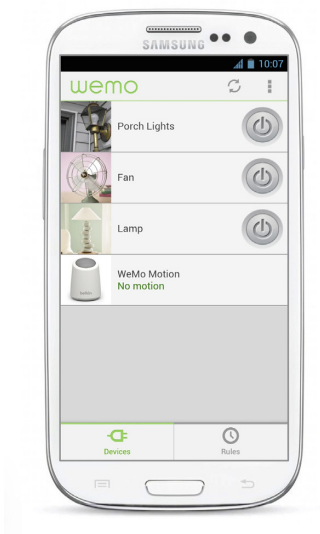 SAMSUNG
10:07
wemo
Porch Lights
Fan
Lamp
WeMo Motion
No motion
Devices
Rules